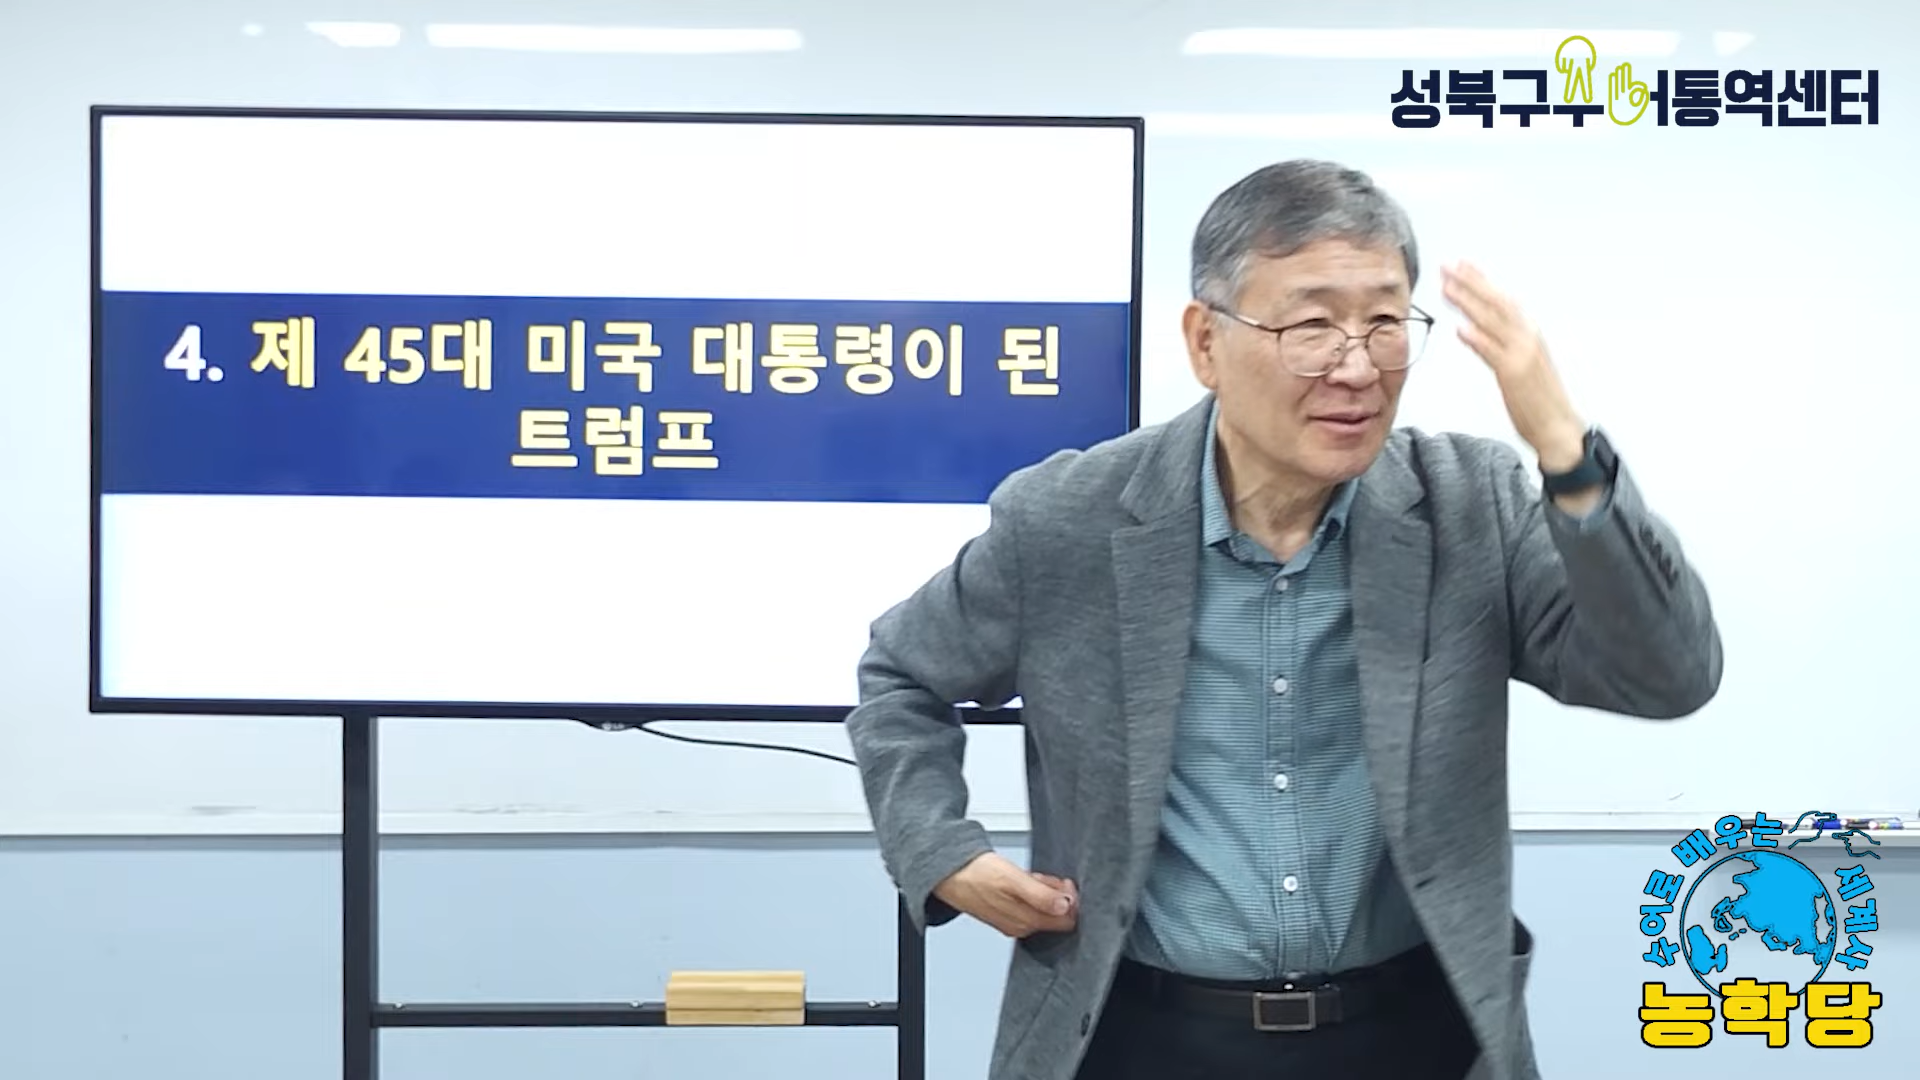 성북구수어통역센터
4. 제 45대 미국 대통령이 된
트럼프
수어로 배우는 세계사
농학당